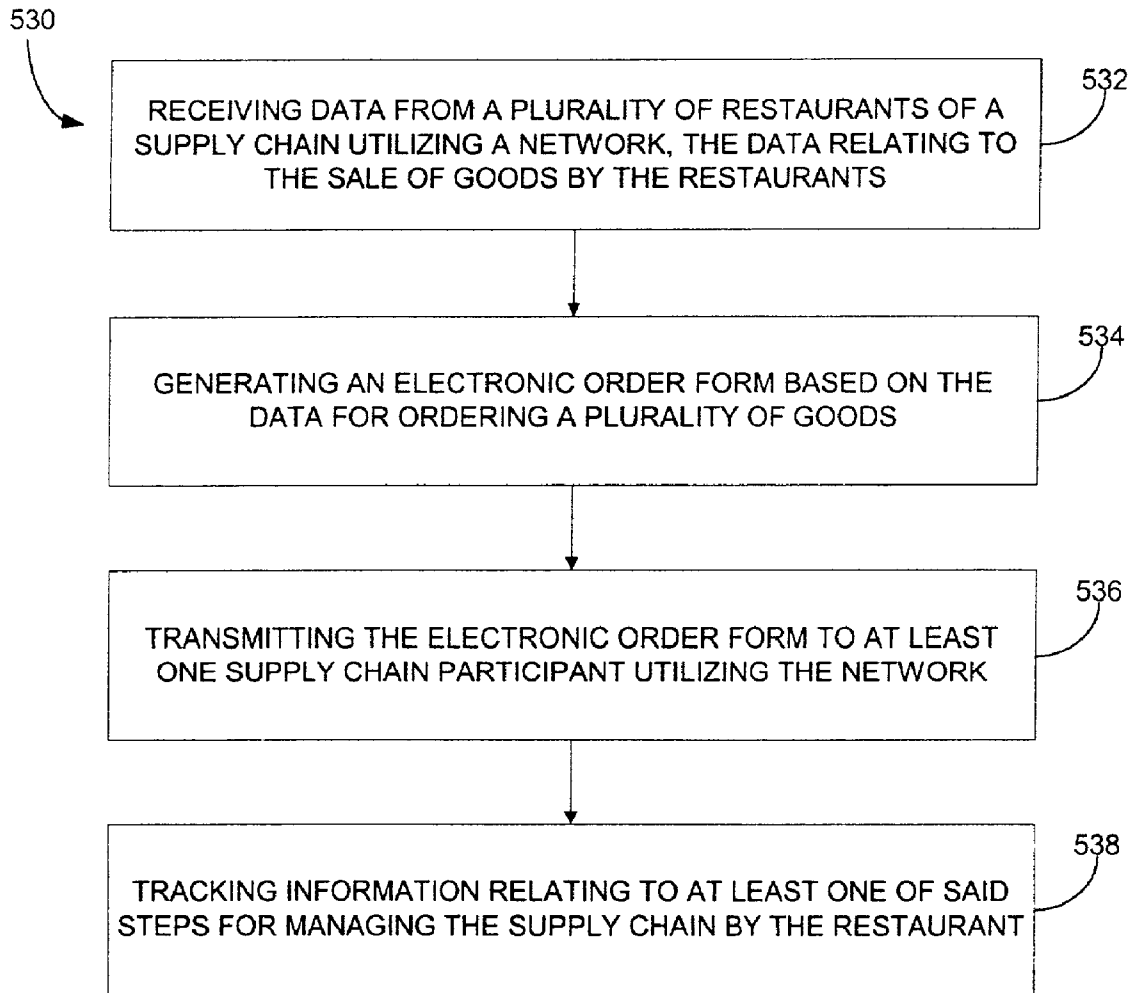 530
532
RECEIVING DATA FROM A PLURALITY OF RESTAURANTS OF A
SUPPLY CHAIN UTILIZING A NETWORK, THE DATA RELATING TO
THE SALE OF GOODS BY THE RESTAURANTS
534
GENERATING AN ELECTRONIC ORDER FORM BASED ON THE
DATA FOR ORDERING A PLURALITY OF GOODS
536
TRANSMITTING THE ELECTRONIC ORDER FORM TO AT LEAST
ONE SUPPLY CHAIN PARTICIPANT UTILIZING THE NETWORK
538
TRACKING INFORMATION RELATING TO AT LEAST ONE OF SAID
STEPS FOR MANAGING THE SUPPLY CHAIN BY THE RESTAURANT